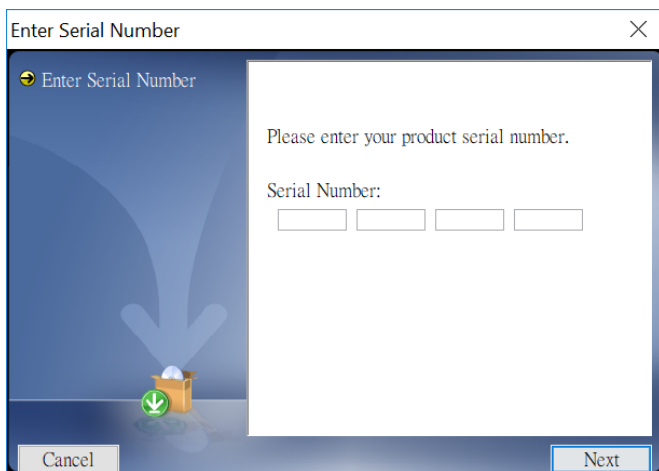 Enter Serial Number
Enter Serial Number
Please enter your product serial number.
Serial Number:
Cancel
Next